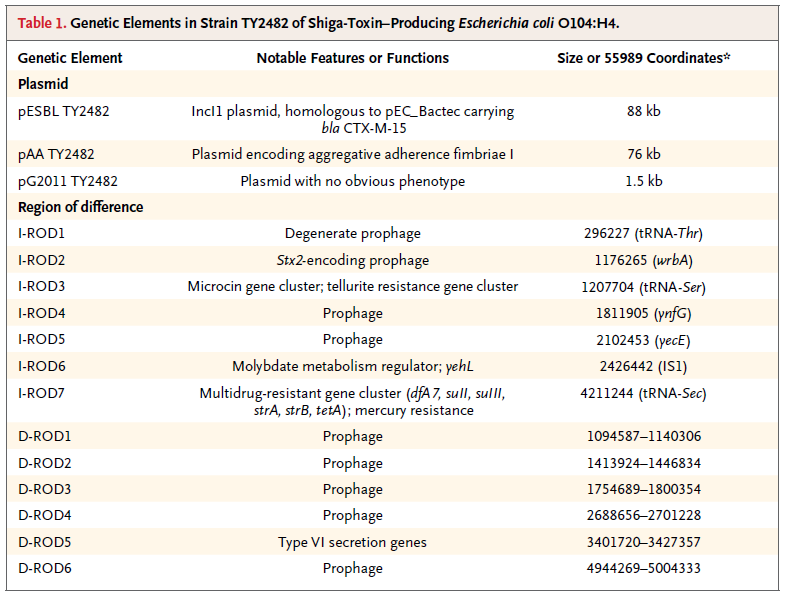 Table 1. Genetic Elements in Strain TY2482 of Shiga-Toxin–Producing Escherichia coli O104:H4.
Genetic Element Notable Features or Functions Size or 55989 Coordinates*
Plasmid
pESBL TY2482 IncI1 plasmid, homologous to pEC_Bactec carrying 88 kb
bla CTX-M-15
pAA TY2482 Plasmid encoding aggregative adherence fimbriae I 76 kb
pG2011 TY2482 Plasmid with no obvious phenotype 1.5 kb
Region of difference
I-ROD1 Degenerate prophage 296227 (tRNA-Thr)
I-ROD2 Stx2-encoding prophage 1176265 (wrbA)
I-ROD3 Microcin gene cluster; tellurite resistance gene cluster 1207704 (tRNA-Ser)
I-ROD4 Prophage 1811905 (ynfG)
I-ROD5 Prophage 2102453 (yecE)
I-ROD6 Molybdate metabolism regulator; yehL 2426442 (IS1)
I-ROD7 Multidrug-resistant gene cluster (dfA7, sulI, sulII, 4211244 (tRNA-Sec)
strA, strB, tetA); mercury resistance
D-ROD1 Prophage 1094587–1140306
D-ROD2 Prophage 1413924–1446834
D-ROD3 Prophage 1754689–1800354
D-ROD4 Prophage 2688656–2701228
D-ROD5 Type VI secretion genes 3401720–3427357
D-ROD6 Prophage 4944269–5004333